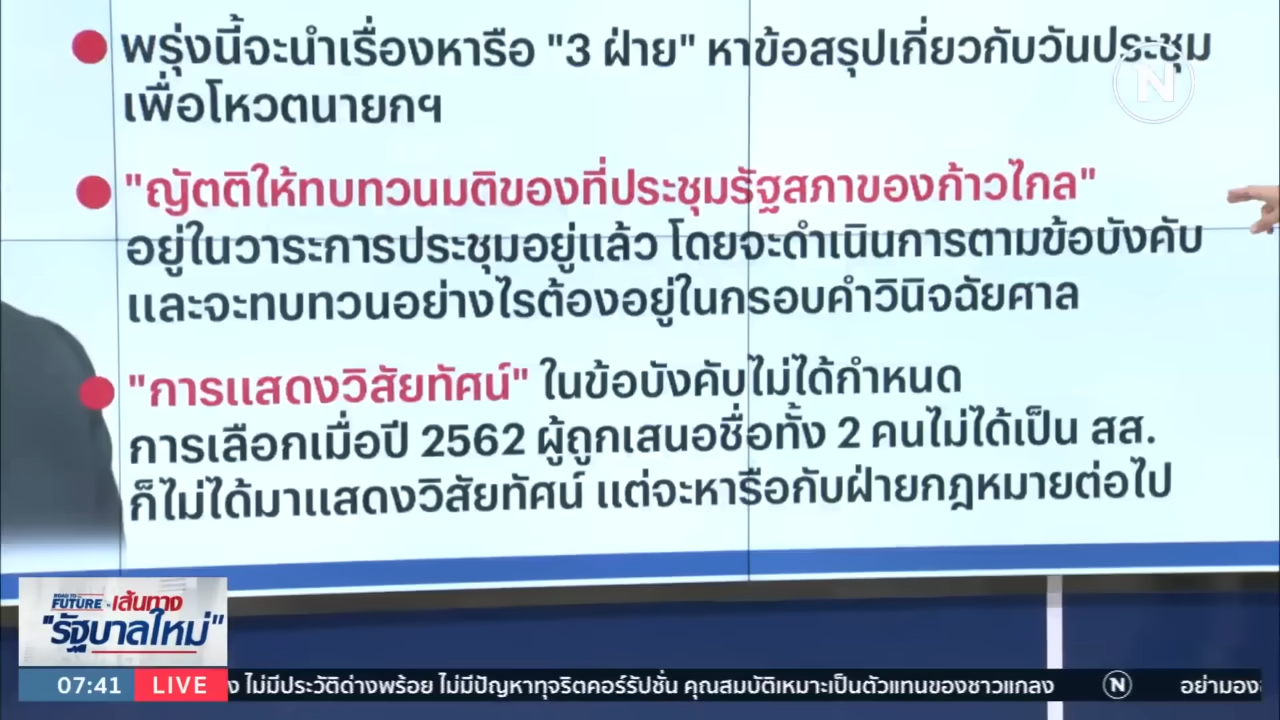 พรุ่งนี้จะนำเรื่องหารือ "3 ฝ่าย" หาข้อสรุปเกี่ยวกับวันประชุม
เพื่อโหวตนายกฯ
"ญัตติให้ทบทวนมติของที่ประชุมรัฐสภาของก้าวไกล"
อยู่ในวาระการประชุมอยู่แล้ว โดยจะดำเนินการตามข้อบังคับ
และจะทบทวนอย่างไรต้องอยู่ในกรอบคำวินิจฉัยศาล
"การแสดงวิสัยทัศน์" ในข้อบังคับไม่ได้กำหนด
การเลือกเมื่อปี 2562 ผู้ถูกเสนอชื่อทั้ง 2 คนไม่ได้เป็น สส.
ก็ไม่ได้มาแสดงวิสัยทัศน์ แต่จะหารือกับฝ่ายกฎหมายต่อไป
N
ROAD TO
FUTURE เส้นทาง
"รัฐบาลใหม่"
07:41 LIVE ง ไม่มีประวัติด่างพร้อย ไม่มีปัญหาทุจริตคอร์รัปชั่น คุณสมบัติเหมาะเป็นตัวแทนของชาวแกลง N อย่ามอง